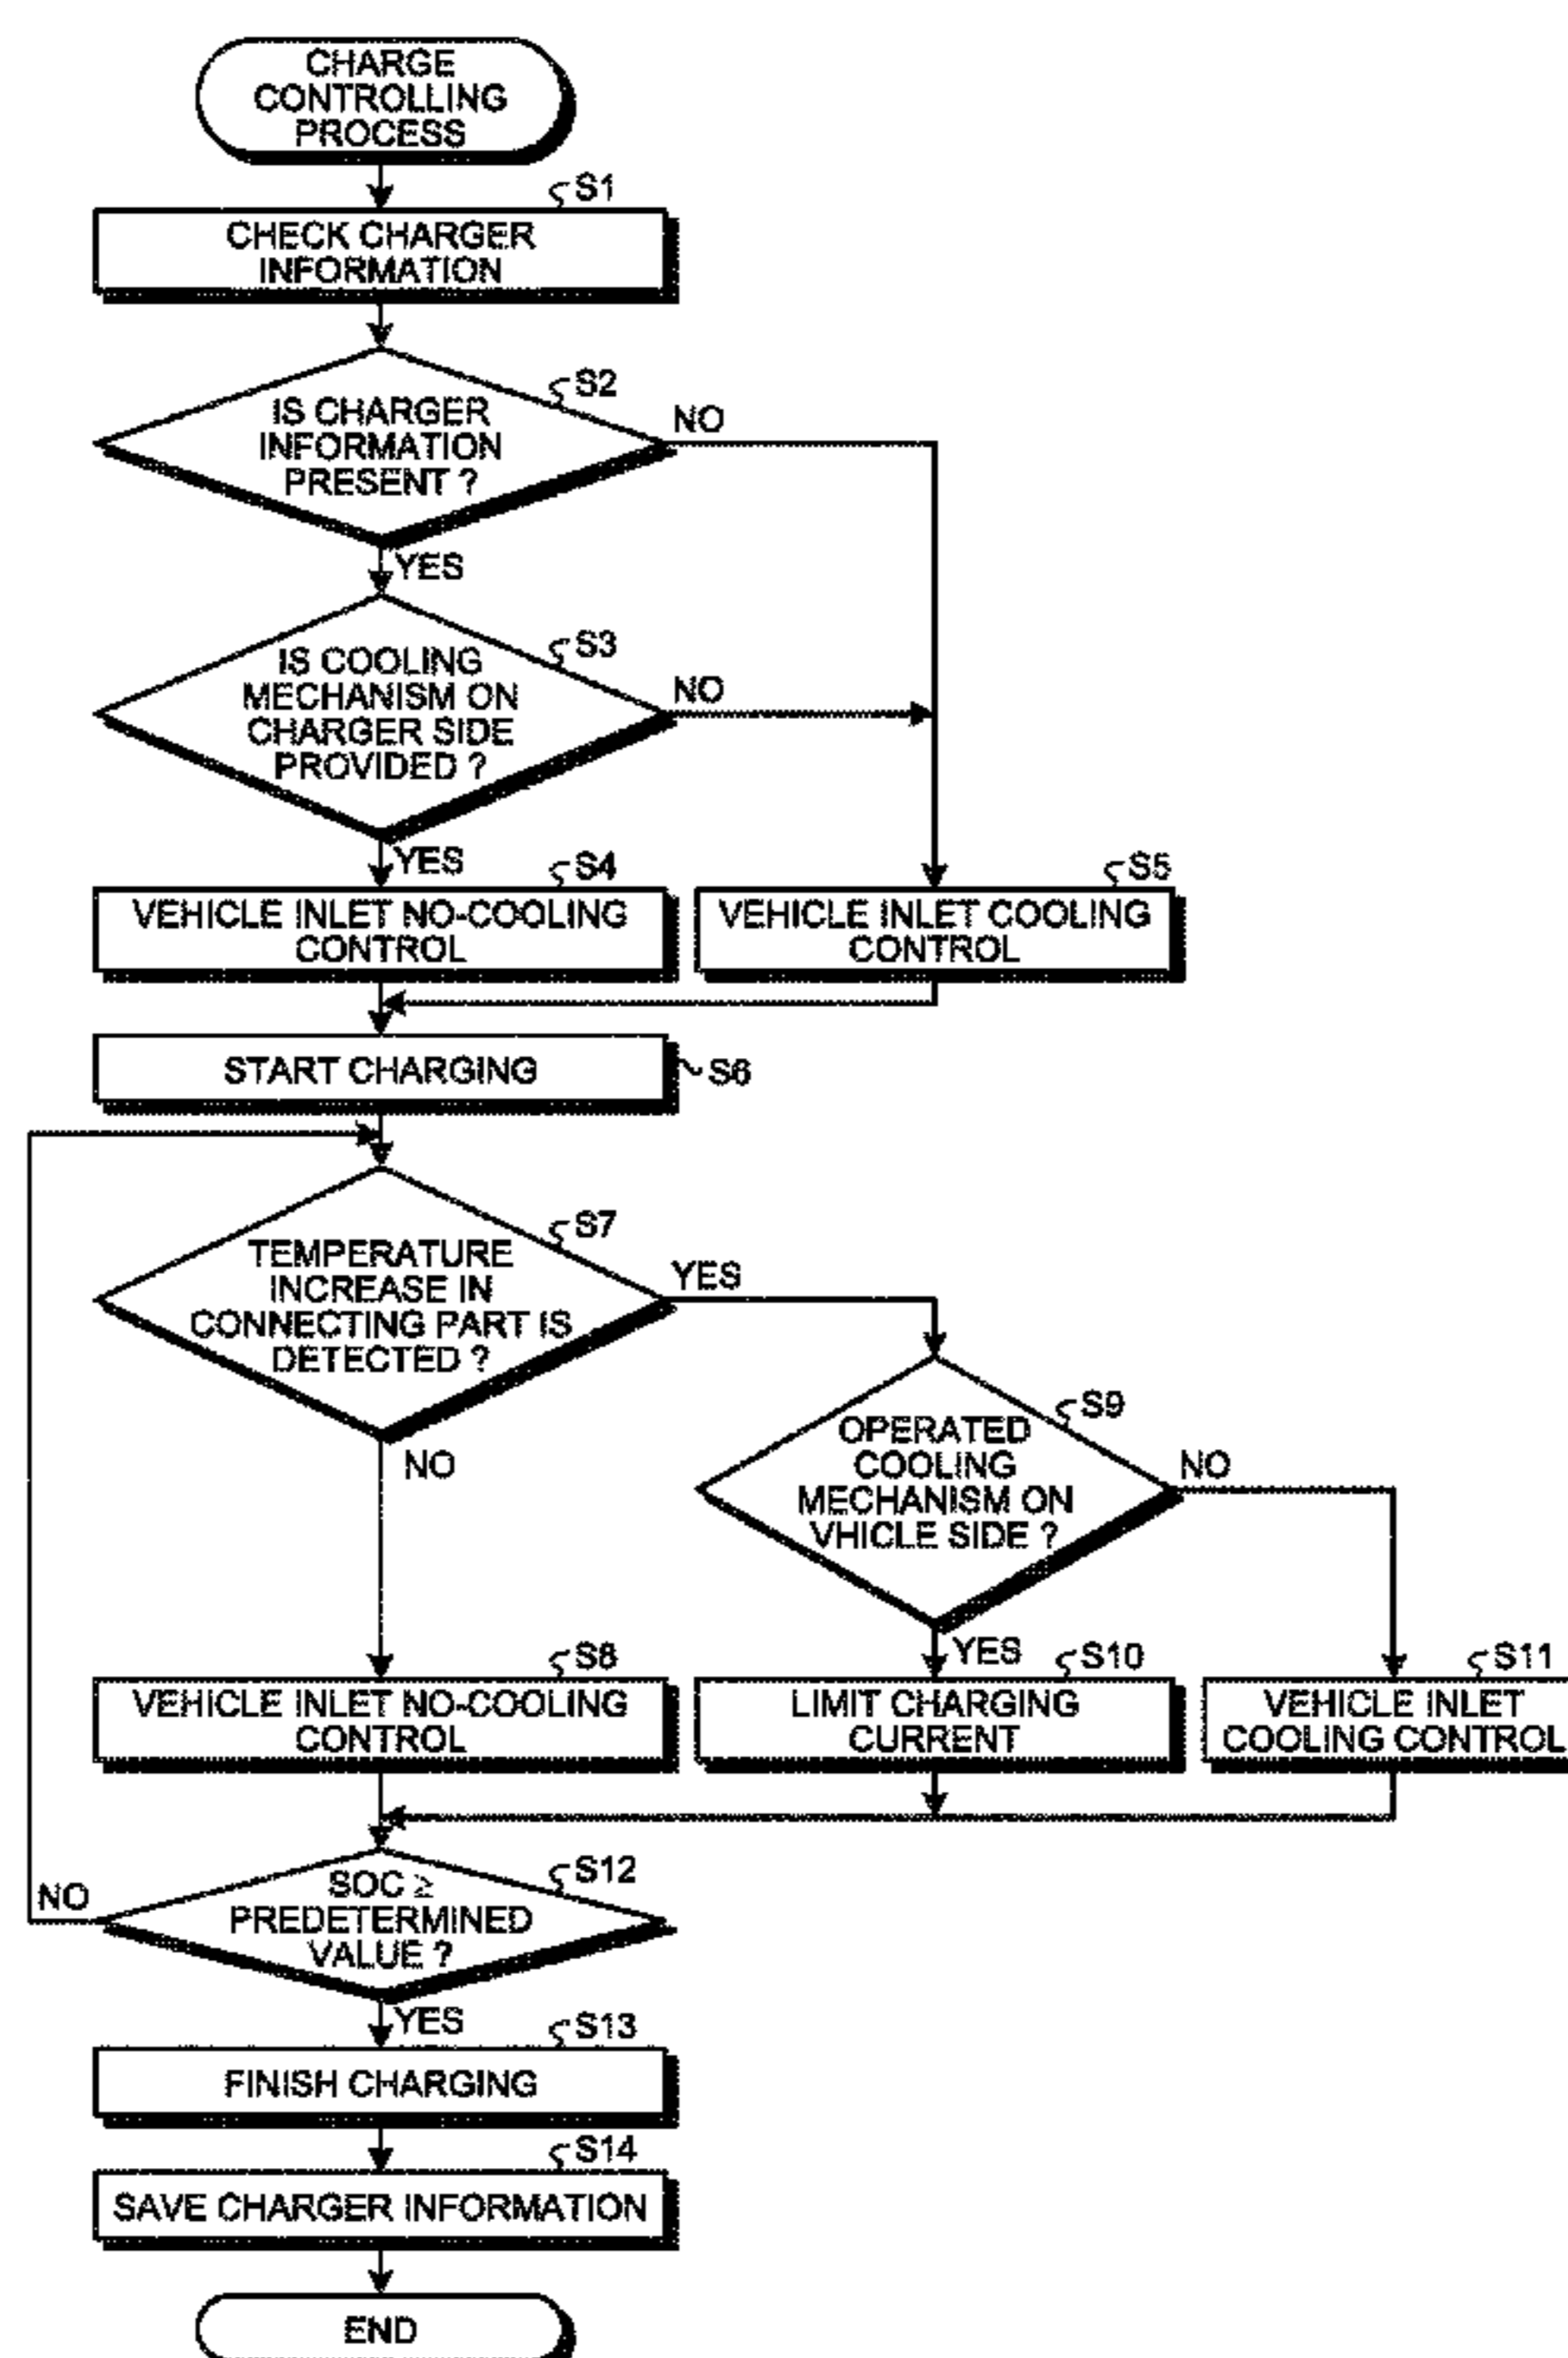 CHARGE
CONTROLLING
PROCESS
S1
CHECK CHARGER
INFORMATION
S2
IS CHARGER
INFORMATION
PRESENT ?
NO
YES
S3
IS COOLING
MECHANISM ON
CHARGER SIDE
PROVIDED ?
NO
YES
S4
VEHICLE INLET NO-COOLING
CONTROL
S5
VEHICLE INLET COOLING
CONTROL
START CHARGING
S6
S7
TEMPERATURE
INCREASE IN
CONNECTING PART IS
DETECTED ?
YES
NO
S9
OPERATED
COOLING
MECHANISM ON
VHICLE SIDE ?
NO
YES
S8
VEHICLE INLET NO-COOLING
CONTROL
S10
LIMIT CHARGING
CURRENT
S11
VEHICLE INLET
COOLING CONTROL
S12
SOC ≥
PREDETERMINED
VALUE ?
NO
YES
S13
FINISH CHARGING
S14
SAVE CHARGER INFORMATION
END